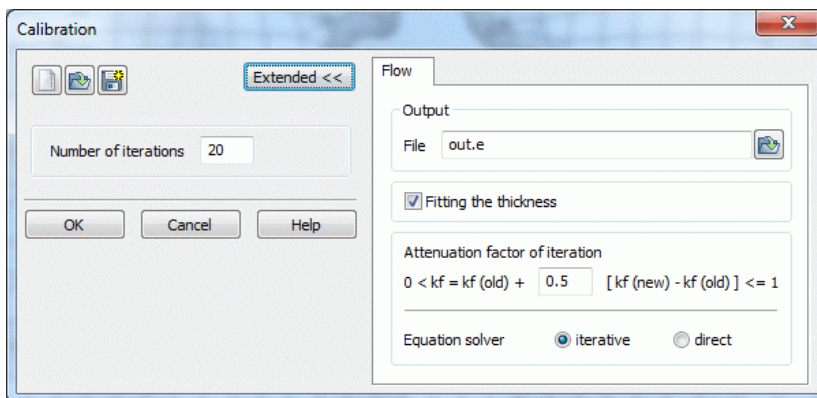 Calibration
Extended <<
Number of iterations 20
OK Cancel Help
Flow
Output
File out.e
Fitting the thickness
Attenuation factor of iteration
0 < kf = kf (old) + 0.5 [ kf (new) - kf (old) ] <= 1
Equation solver iterative direct